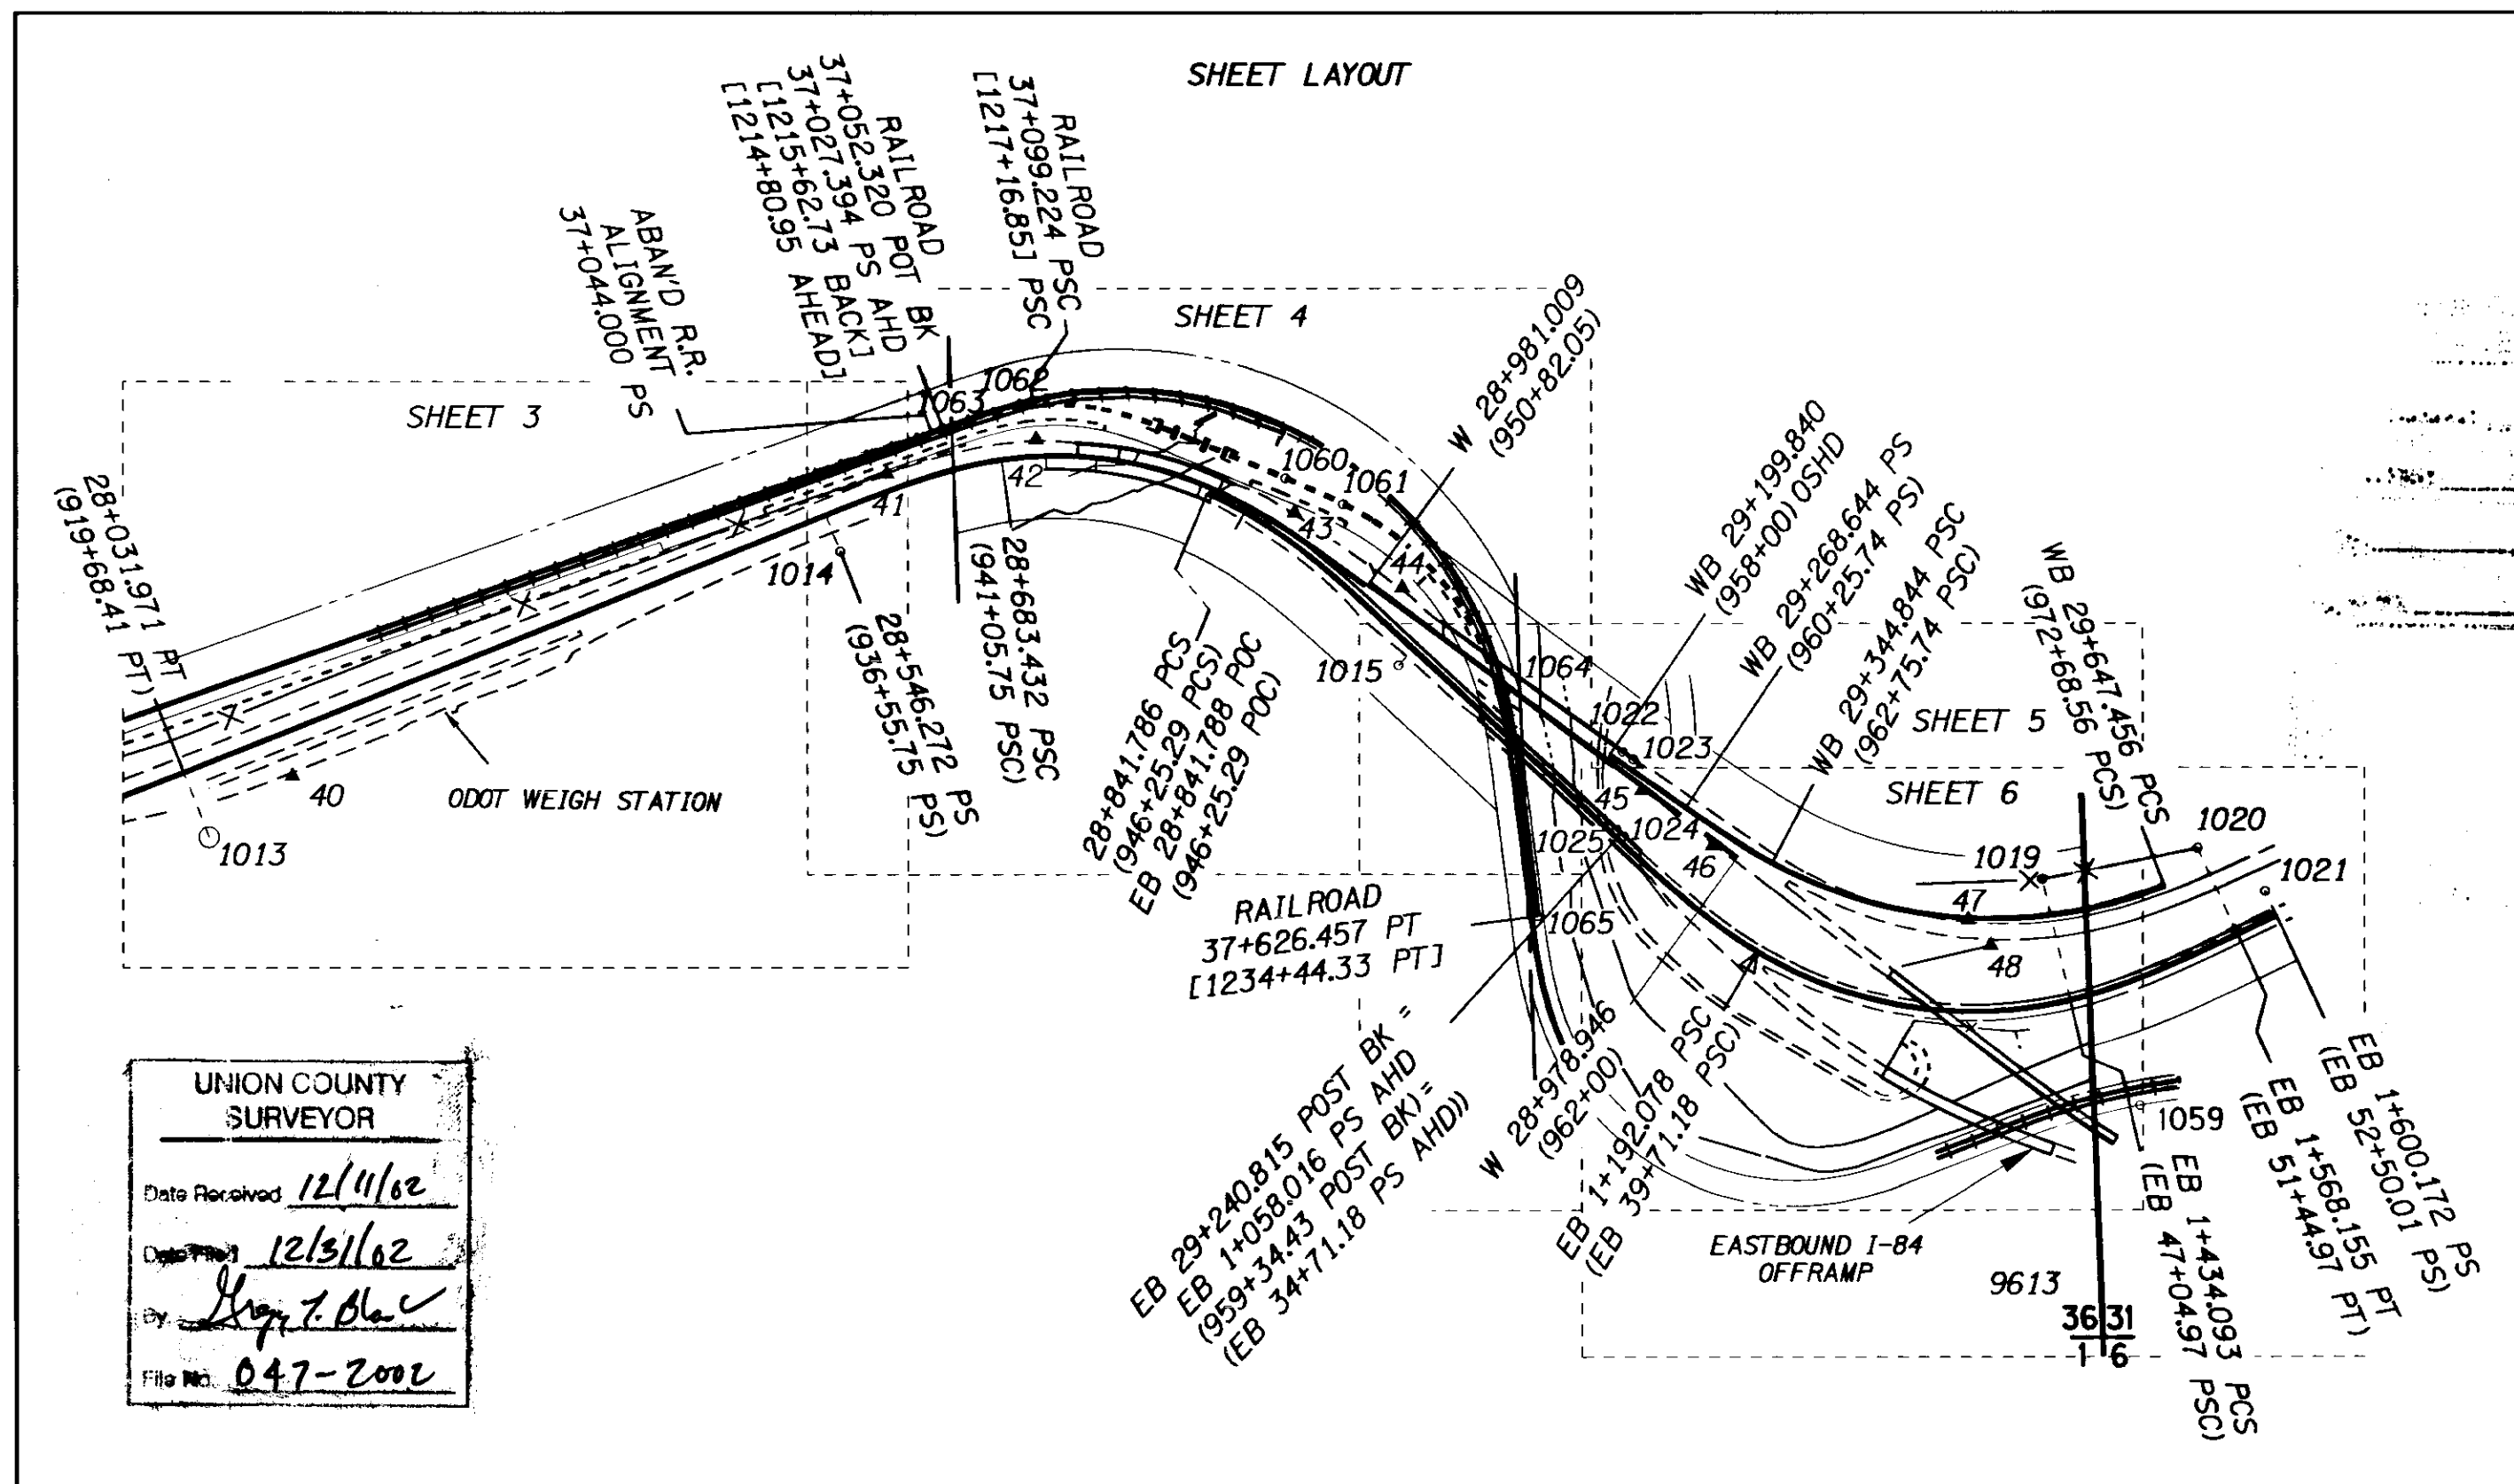 SHEET LAYOUT
RAILROAD
37+052.320 POT BK
37+027.394 PS AHD
[1215+62.73 BACK]
[1214+80.95 AHEAD]
RAILROAD
37+099.224 PSC
[1217+16.85] PSC
ABAN'D R.R.
ALIGNMENT
37+044.000 PS
SHEET 4
W 28+981.009
(950+82.05)
SHEET 3
1062
1063
WB 29+199.840
(958+00) OSHD
WB 29+268.644 PS
(960+25.74 PS)
WB 29+344.844 PSC
(962+75.74 PSC)
WB 29+647.456 PCS
(972+68.56 PCS)
28+031.971 PT
(919+68.41 PT)
42
41
1060
1061
43
44
1014
28+546.272 PS
(936+55.75 PS)
28+683.432 PSC
(941+05.75 PSC)
28+841.786 PCS
(946+25.29 PCS)
EB 28+841.788 POC
(946+25.29 POC)
1015
1064
1022
1023
SHEET 5
40
ODOT WEIGH STATION
1013
45
1024
1025
46
SHEET 6
1020
1019
1021
47
48
RAILROAD
37+626.457 PT
[1234+44.33 PT]
1065
EB 29+240.815 POST BK =
EB 1+058.016 PS AHD
(959+34.43 POST BK)=
(EB 34+71.18 PS AHD))
W 28+978.946
(962+00)
EB 1+192.078 PSC
(EB 39+71.18 PSC)
1059
EB 1+600.172 PS
(EB 52+50.01 PS)
EB 1+568.155 PT
(EB 51+44.97 PT)
EB 1+434.093 PCS
(EB 47+04.97 PSC)
EASTBOUND I-84
OFFRAMP
9613
36 31
1 6
UNION COUNTY
SURVEYOR
Date Received 12/11/02
Date Filed 12/31/02
By
File No. 047-2002